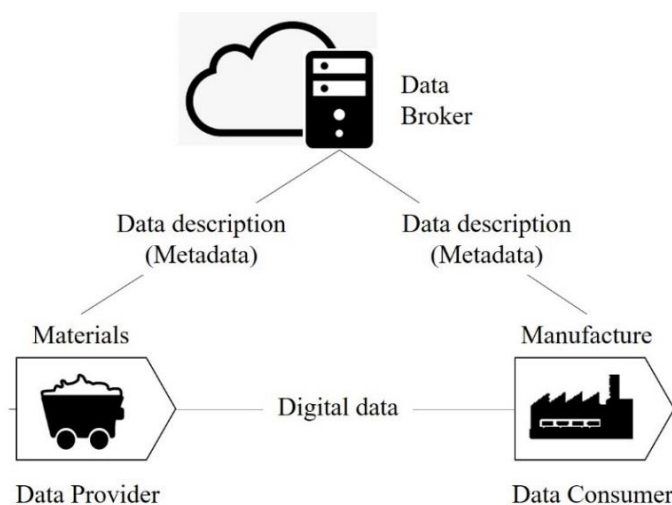 Data
Broker
Data description
(Metadata)
Data description
(Metadata)
Materials
Manufacture
Digital data
Data Provider
Data Consumer